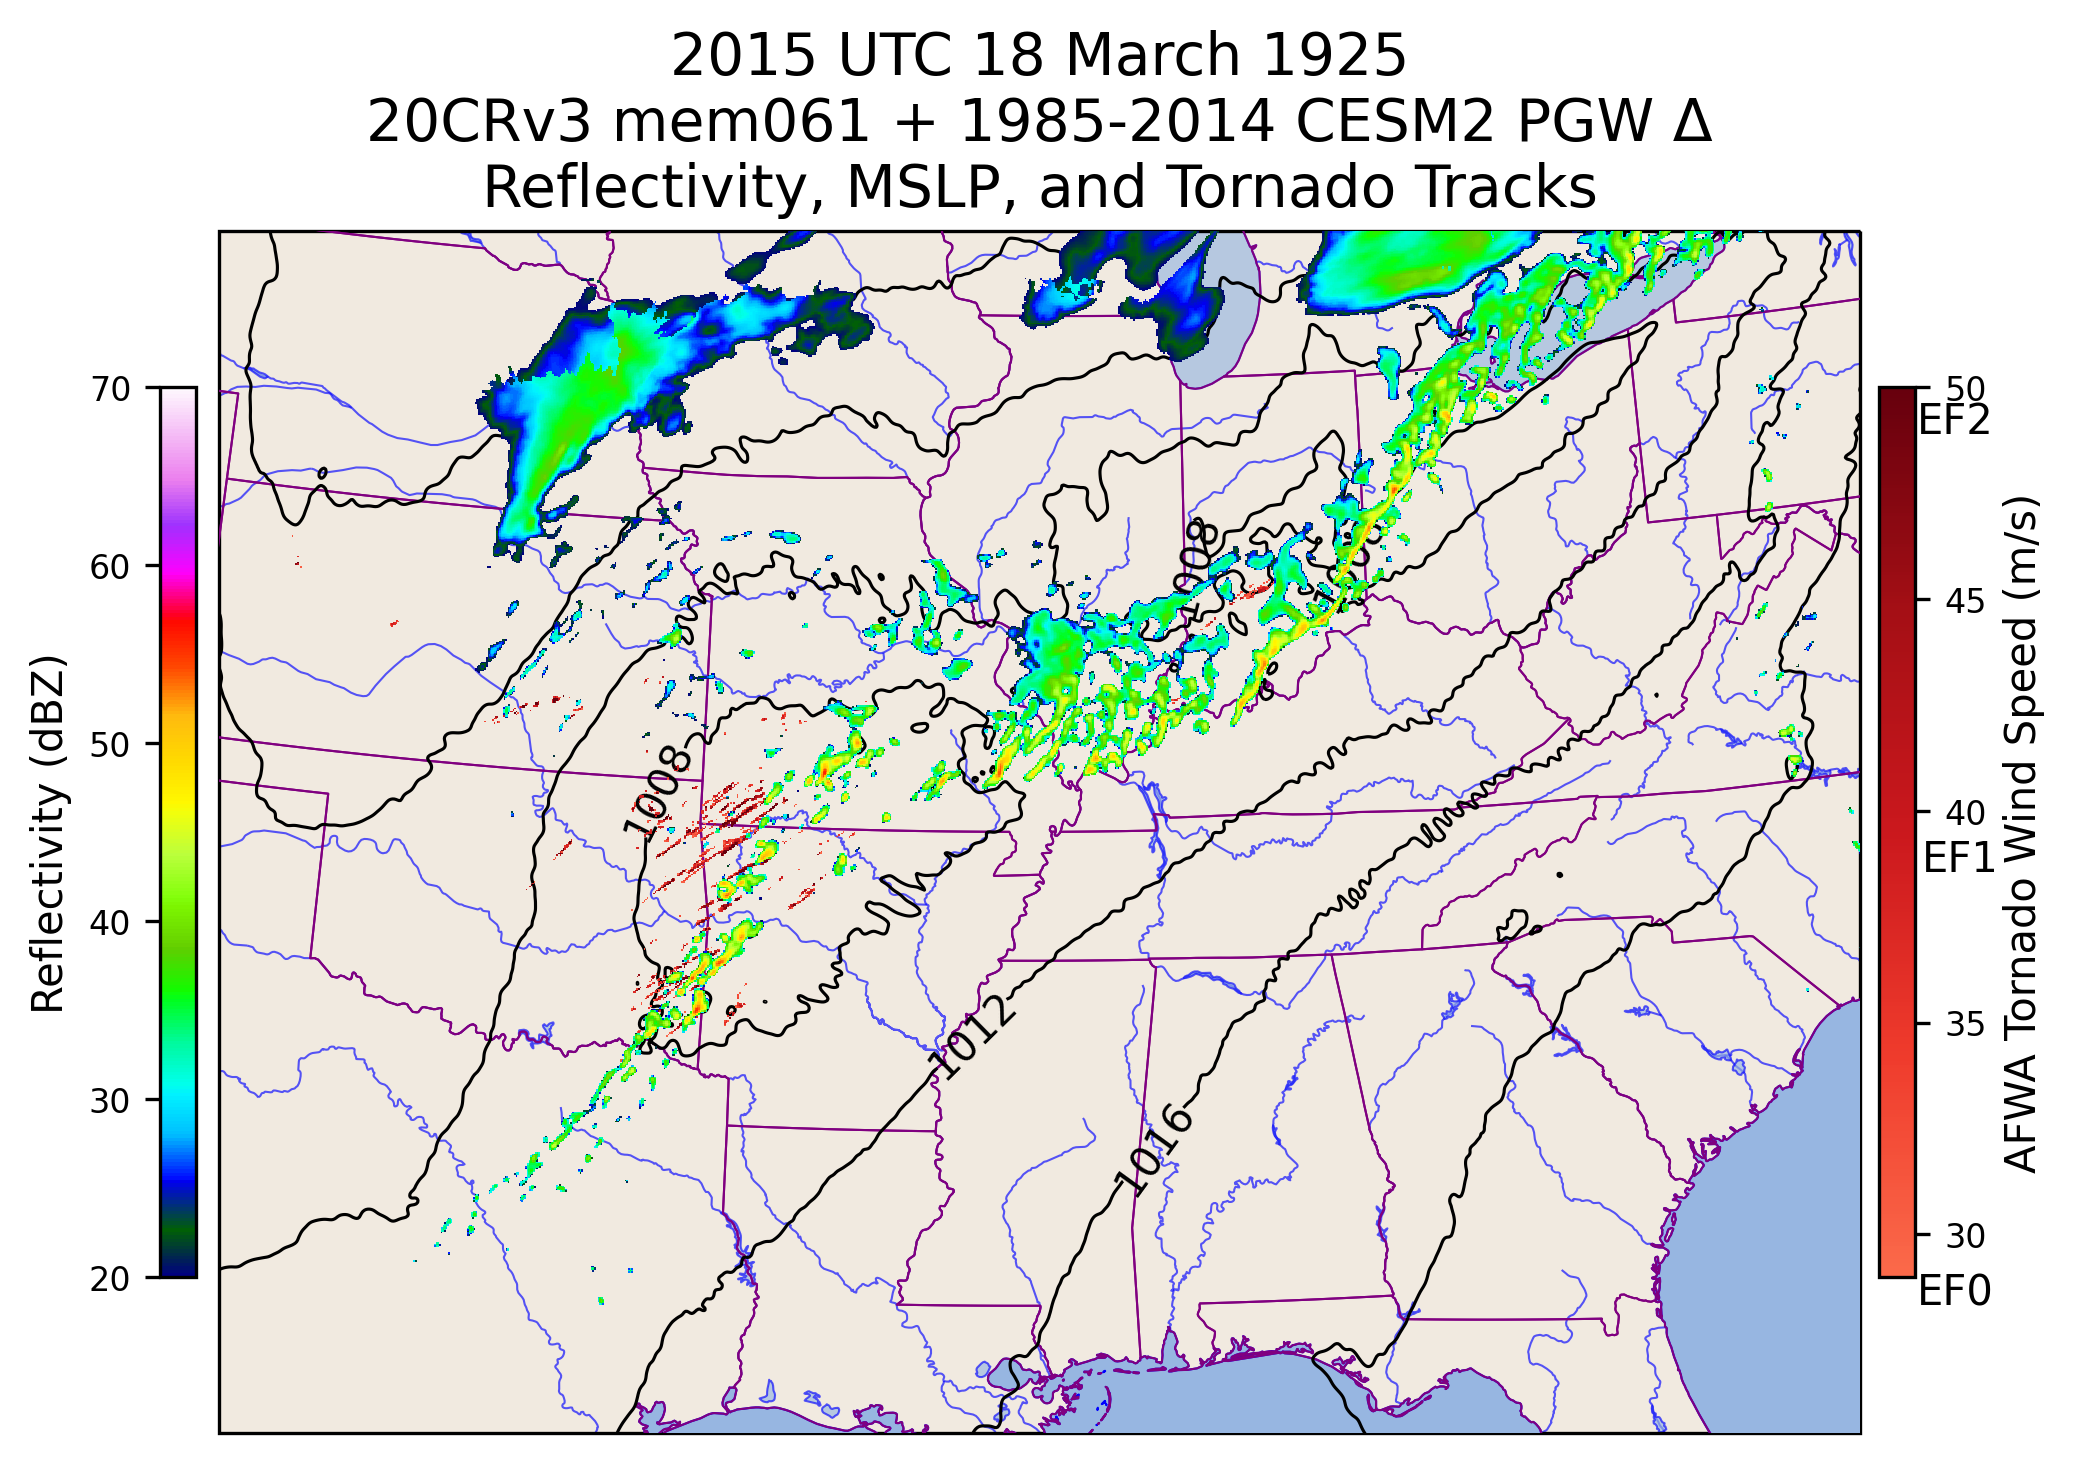 2015 UTC 18 March 1925
20CRv3 mem061 + 1985-2014 CESM2 PGW Δ
Reflectivity, MSLP, and Tornado Tracks
70
60
50
40
30
20
Reflectivity (dBZ)
1008
1008
1008
1012
1016
50
EF2
45
40
EF1
35
30
EF0
AFWA Tornado Wind Speed (m/s)